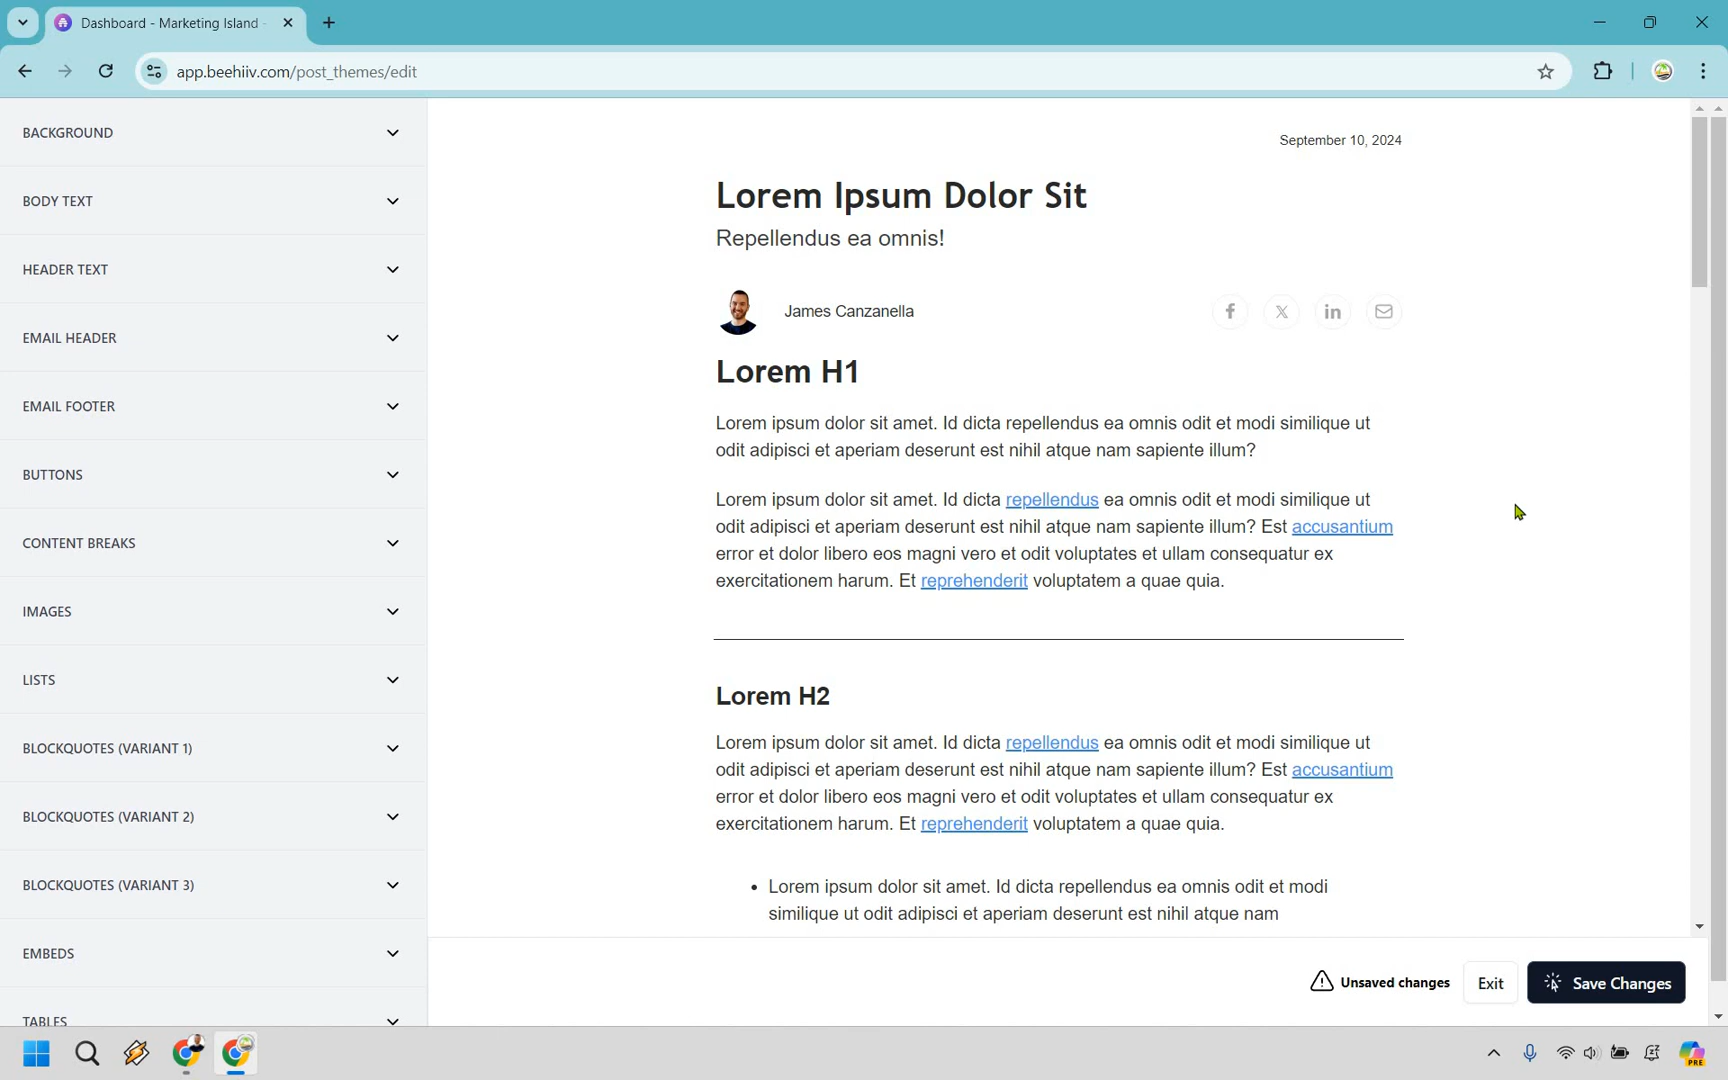 Dashboard - Marketing Island -
app.beehiiv.com/post_themes/edit
BACKGROUND
BODY TEXT
HEADER TEXT
EMAIL HEADER
EMAIL FOOTER
BUTTONS
CONTENT BREAKS
IMAGES
LISTS
BLOCKQUOTES (VARIANT 1)
BLOCKQUOTES (VARIANT 2)
BLOCKQUOTES (VARIANT 3)
EMBEDS
TABLES
September 10, 2024
Lorem Ipsum Dolor Sit
Repellendus ea omnis!
James Canzanella
Lorem H1
Lorem ipsum dolor sit amet. Id dicta repellendus ea omnis odit et modi similique ut
odit adipisci et aperiam deserunt est nihil atque nam sapiente illum?
Lorem ipsum dolor sit amet. Id dicta repellendus ea omnis odit et modi similique ut
odit adipisci et aperiam deserunt est nihil atque nam sapiente illum? Est accusantium
error et dolor libero eos magni vero et odit voluptates et ullam consequatur ex
exercitationem harum. Et reprehenderit voluptatem a quae quia.
Lorem H2
Lorem ipsum dolor sit amet. Id dicta repellendus ea omnis odit et modi similique ut
odit adipisci et aperiam deserunt est nihil atque nam sapiente illum? Est accusantium
error et dolor libero eos magni vero et odit voluptates et ullam consequatur ex
exercitationem harum. Et reprehenderit voluptatem a quae quia.
• Lorem ipsum dolor sit amet. Id dicta repellendus ea omnis odit et modi
similique ut odit adipisci et aperiam deserunt est nihil atque nam
Unsaved changes
Exit
Save Changes
PRE